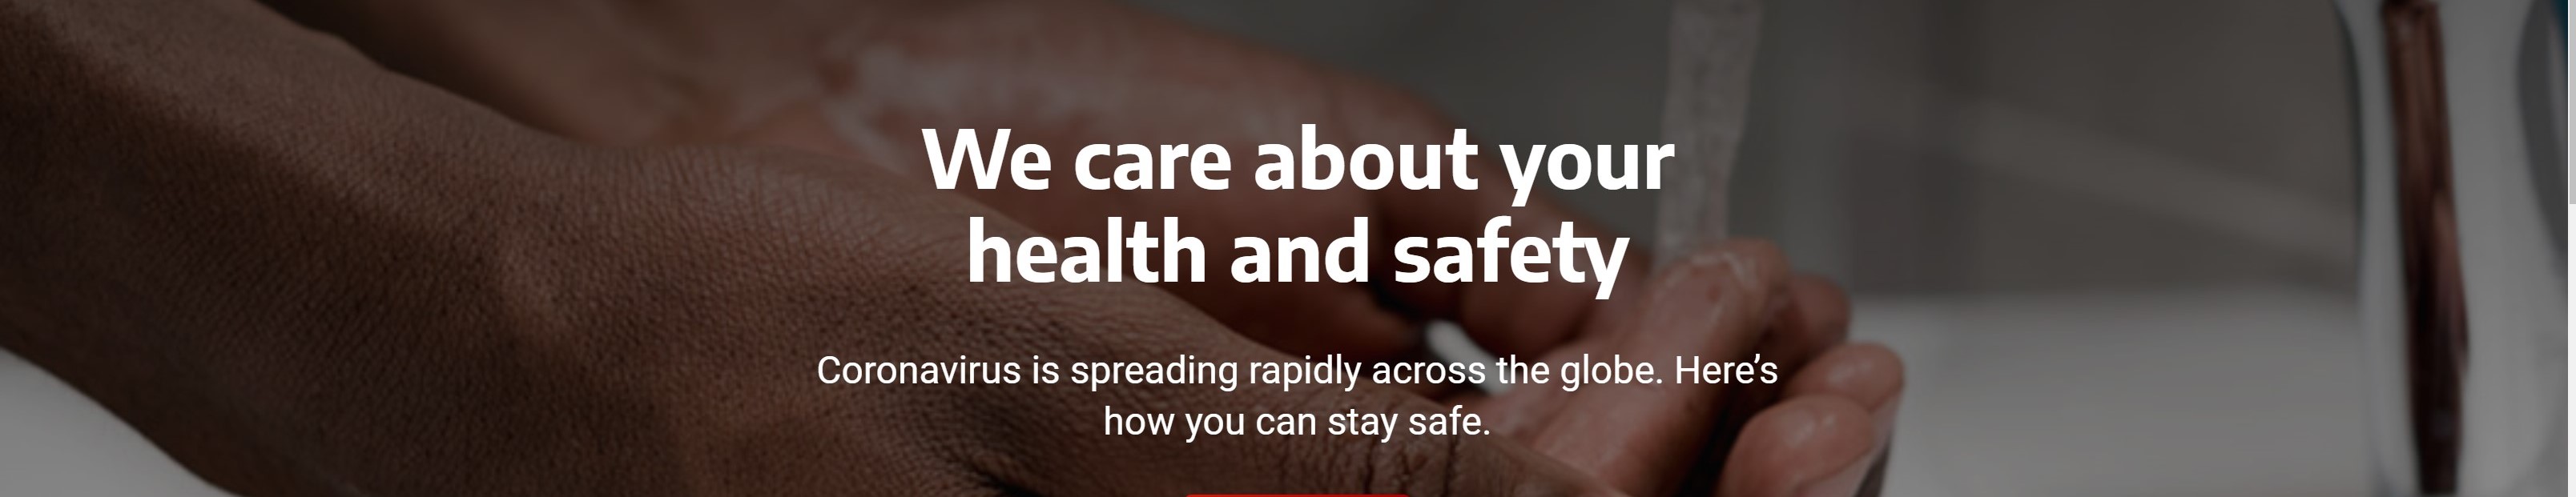 We care about your
health and safety
Coronavirus is spreading rapidly across the globe. Here’s
how you can stay safe.